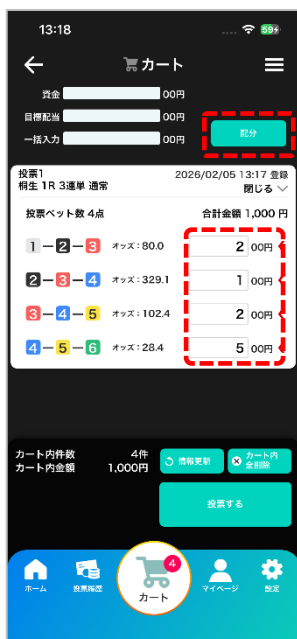 13:18
59
カート
資金 00円
目標配当 00円
一括入力 00円
配分
投票1 2026/02/05 13:17 登録
桐生 1R 3連単 通常 閉じる
投票ベット数 4点 合計金額 1,000 円
1-2-3 オッズ:80.0 2 00円
2-3-4 オッズ:329.1 1 00円
3-4-5 オッズ:102.4 2 00円
4-5-6 オッズ:28.4 5 00円
カート内件数 4件
カート内金額 1,000円
情報更新
カート内
全削除
投票する
4
ホーム 投票履歴 カート マイページ 設定